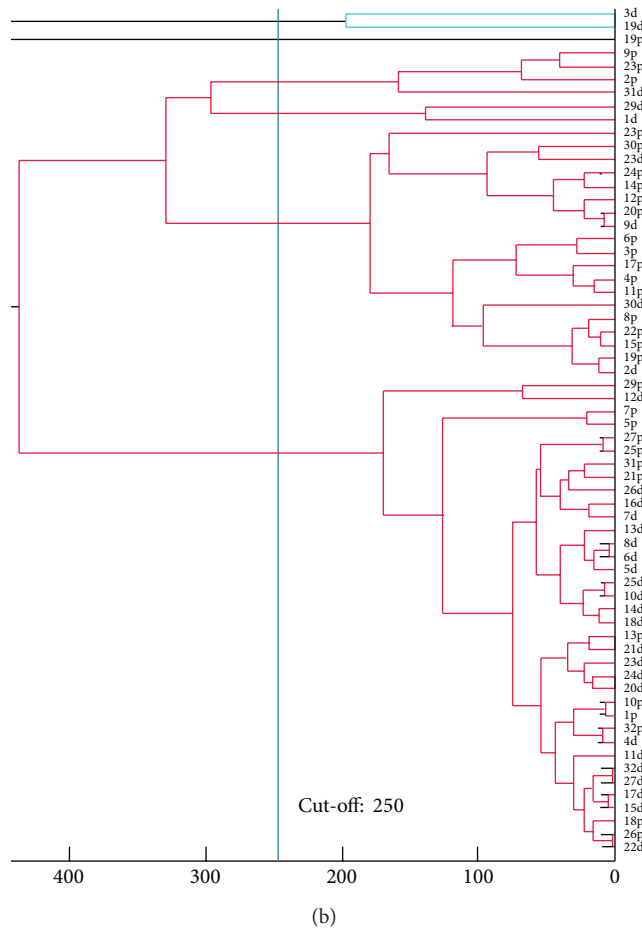 3d
19d
19p
9p
23p
2p
31d
29d
1d
23p
30p
23d
24p
14p
12p
20p
9d
6p
3p
17p
4p
11p
30d
8p
22p
15p
19p
2d
29p
12d
7p
5p
27p
25p
31p
21p
26d
16d
7d
13d
8d
6d
5d
25d
10d
14d
18d
13p
21d
23d
24d
20d
10p
1p
32p
4d
11d
32d
27d
17d
15d
18p
26p
22d
Cut-off: 250
400 300 200 100 0
(b)